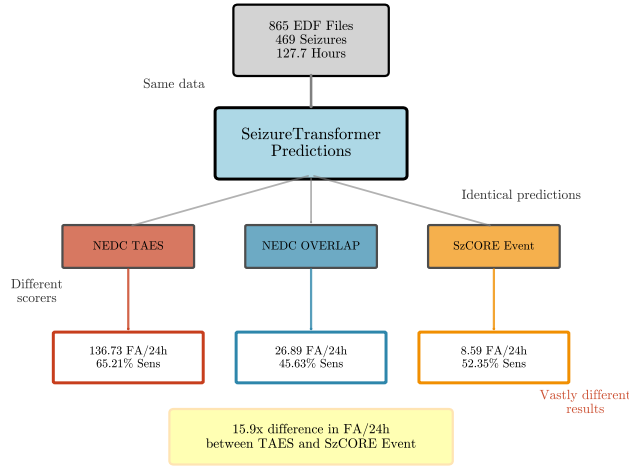 865 EDF Files
469 Seizures
127.7 Hours
Same data
SeizureTransformer
Predictions
Identical predictions
NEDC TAES
NEDC OVERLAP
SzCORE Event
Different
scorers
136.73 FA/24h
65.21% Sens
26.89 FA/24h
45.63% Sens
8.59 FA/24h
52.35% Sens
Vastly different
results
15.9x difference in FA/24h
between TAES and SzCORE Event